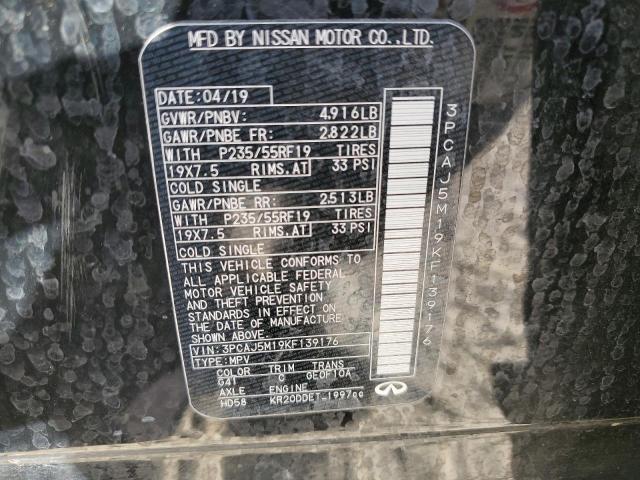 MFD BY NISSAN MOTOR CO.,LTD.
DATE: 04/19
GVWR/PNBV: 4.916LB
GAWR/PNBE FR: 2.822LB
WITH P235/55RF19 TIRES
19X7.5 RIMS.AT 33 PSI
COLD SINGLE
GAWR/PNBE RR: 2.513LB
WITH P235/55RF19 TIRES
19X7.5 RIMS.AT 33 PSI
COLD SINGLE
THIS VEHICLE CONFORMS TO
ALL APPLICABLE FEDERAL
MOTOR VEHICLE SAFETY
AND THEFT PREVENTION
STANDARDS IN EFFECT ON
THE DATE OF MANUFACTURE
SHOWN ABOVE.
VIN: 3PCAJ5M19KF139176
TYPE: MPV
COLOR TRIM TRANS
G41 C GE0F10A
AXLE ENGINE
HD58 KR20DDET-1997cc
3PCAJ5M19KF139176